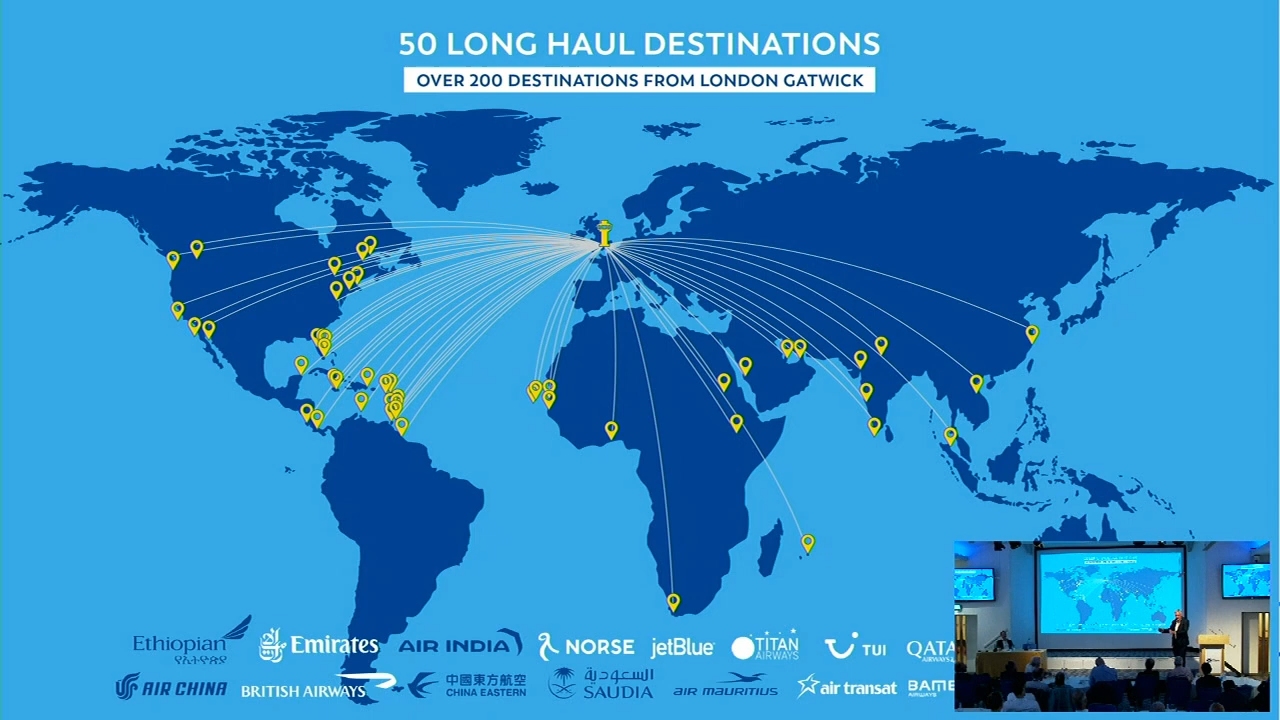 50 LONG HAUL DESTINATIONS
OVER 200 DESTINATIONS FROM LONDON GATWICK
Ethiopian
የኢትዮጵያ
Emirates
AIR INDIA
NORSE
jetBlue
TITAN
AIRWAYS
TUI
QATA
AIRWAYS
AIR CHINA
BRITISH AIRWAYS
中國東方航空
CHINA EASTERN
السعودية
SAUDIA
AIR MAURITIUS
air transat
BAMB
AIRWAYS